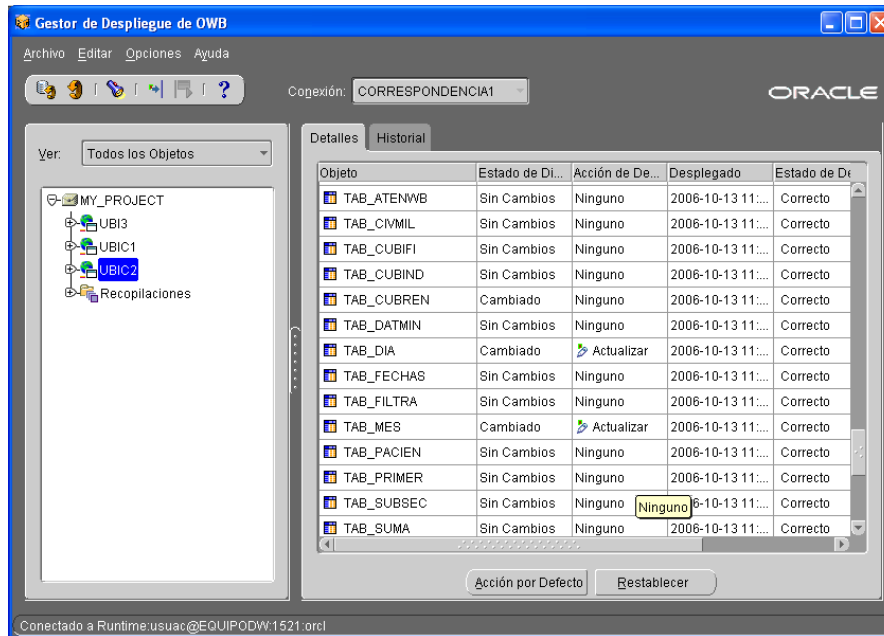 Gestor de Despliegue de OWB
Archivo Editar Opciones Ayuda
Conexión: CORRESPONDENCIA1
ORACLE
Ver: Todos los Objetos
MY_PROJECT
UBI3
UBIC1
UBIC2
Recopilaciones
Detalles Historial
Objeto Estado de Di... Acción de De... Desplegado Estado de De
TAB_ATENWB Sin Cambios Ninguno 2006-10-13 11:... Correcto
TAB_CIVMIL Sin Cambios Ninguno 2006-10-13 11:... Correcto
TAB_CUBIFI Sin Cambios Ninguno 2006-10-13 11:... Correcto
TAB_CUBIND Sin Cambios Ninguno 2006-10-13 11:... Correcto
TAB_CUBREN Cambiado Ninguno 2006-10-13 11:... Correcto
TAB_DATMIN Sin Cambios Ninguno 2006-10-13 11:... Correcto
TAB_DIA Cambiado Actualizar 2006-10-13 11:... Correcto
TAB_FECHAS Sin Cambios Ninguno 2006-10-13 11:... Correcto
TAB_FILTRA Sin Cambios Ninguno 2006-10-13 11:... Correcto
TAB_MES Cambiado Actualizar 2006-10-13 11:... Correcto
TAB_PACIEN Sin Cambios Ninguno 2006-10-13 11:... Correcto
TAB_PRIMER Sin Cambios Ninguno 2006-10-13 11:... Correcto
TAB_SUBSEC Sin Cambios Ninguno Ninguno 6-10-13 11:... Correcto
TAB_SUMA Sin Cambios Ninguno 2006-10-13 11:... Correcto
Acción por Defecto Restablecer
Conectado a Runtime:usuac@EQUIPODW:1521:orcl